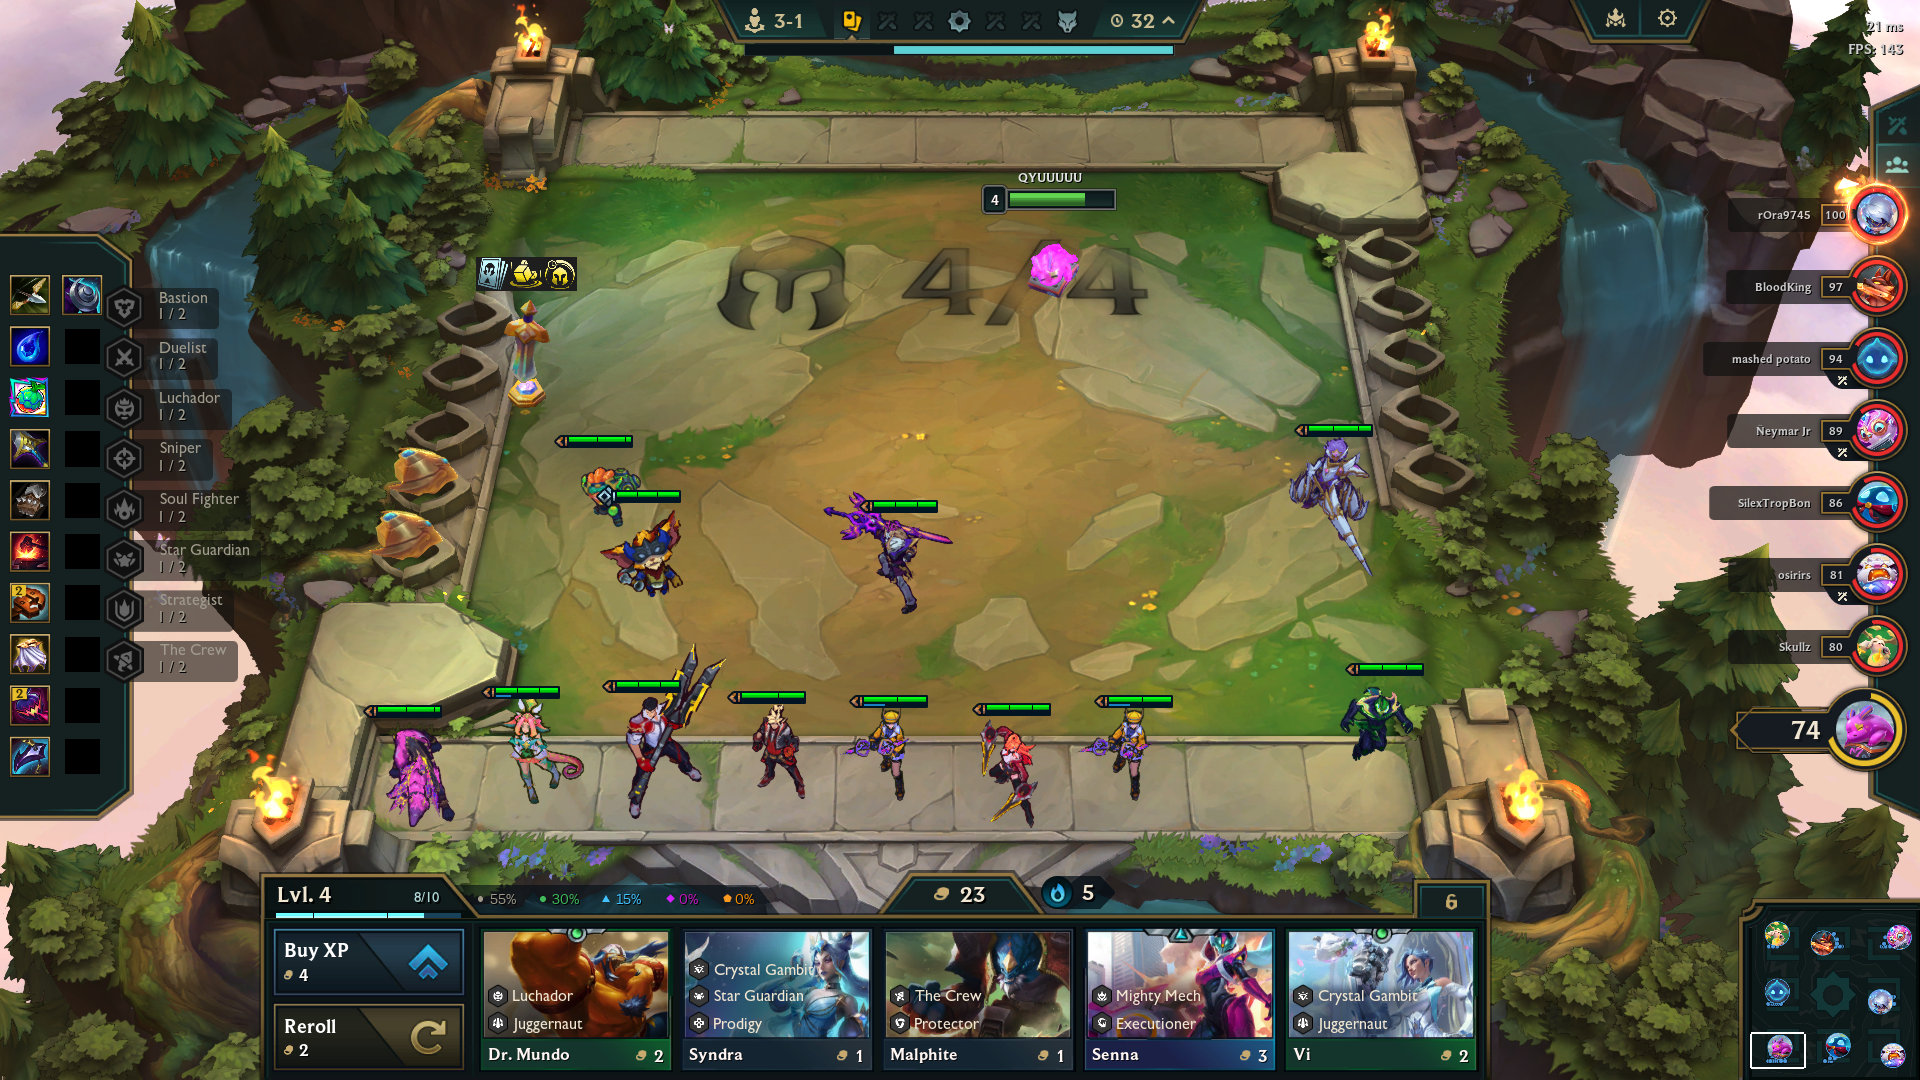 3-1
32
21 ms
FPS: 143
QYUUUUU
4
4/4
rOra9745 100
BloodKing 97
mashed potato 94
Neymar Jr 89
SilexTropBon 86
osirirs 81
Skullz 80
74
Bastion
1 / 2
Duelist
1 / 2
Luchador
1 / 2
Sniper
1 / 2
Soul Fighter
1 / 2
Star Guardian
1 / 2
Strategist
1 / 2
The Crew
1 / 2
2
2
Lvl. 4
8/10
55% 30% 15% 0% 0%
23
5
6
Buy XP
4
Reroll
2
Luchador
Juggernaut
Dr. Mundo 2
Crystal Gambit
Star Guardian
Prodigy
Syndra 1
The Crew
Protector
Malphite 1
Mighty Mech
Executioner
Senna 3
Crystal Gambit
Juggernaut
Vi 2